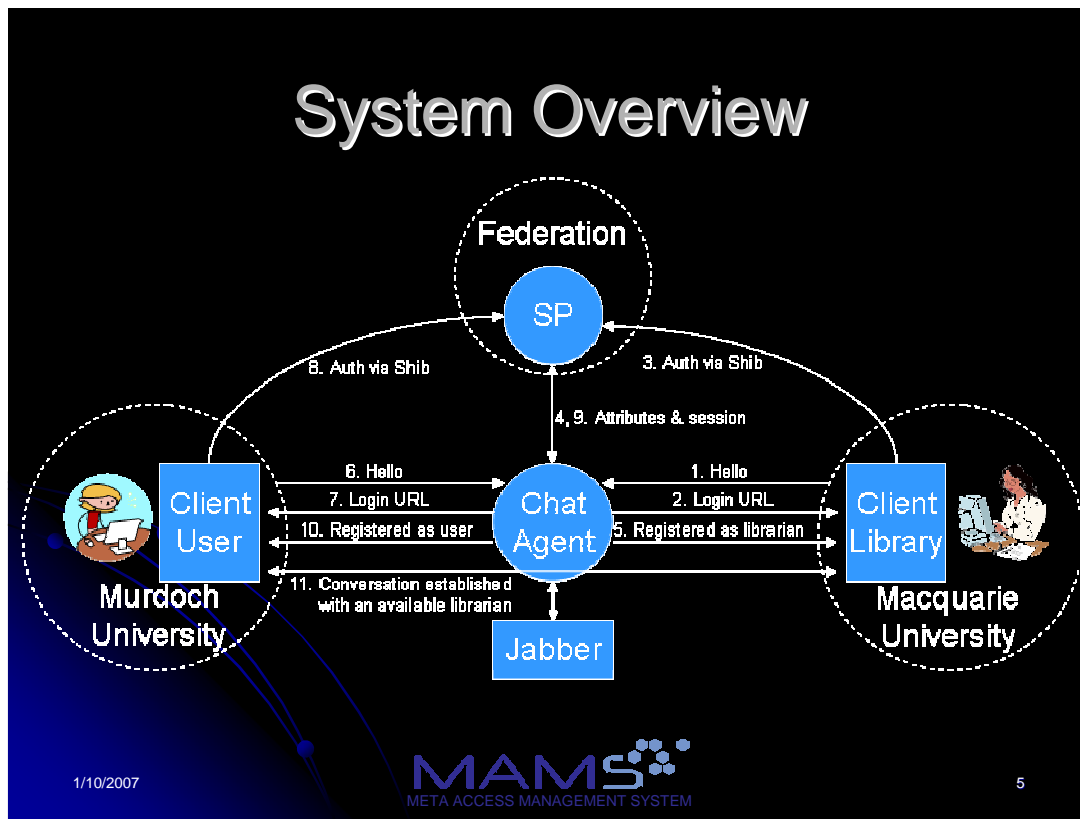 System Overview
Federation
SP
8. Auth via Shib
3. Auth via Shib
4, 9. Attributes & session
6. Hello
1. Hello
7. Login URL
2. Login URL
10. Registered as user
5. Registered as librarian
Client
User
Chat
Agent
Client
Library
11. Conversation established
with an available librarian
Murdoch
University
Macquarie
University
Jabber
1/10/2007
MAMS
META ACCESS MANAGEMENT SYSTEM
5